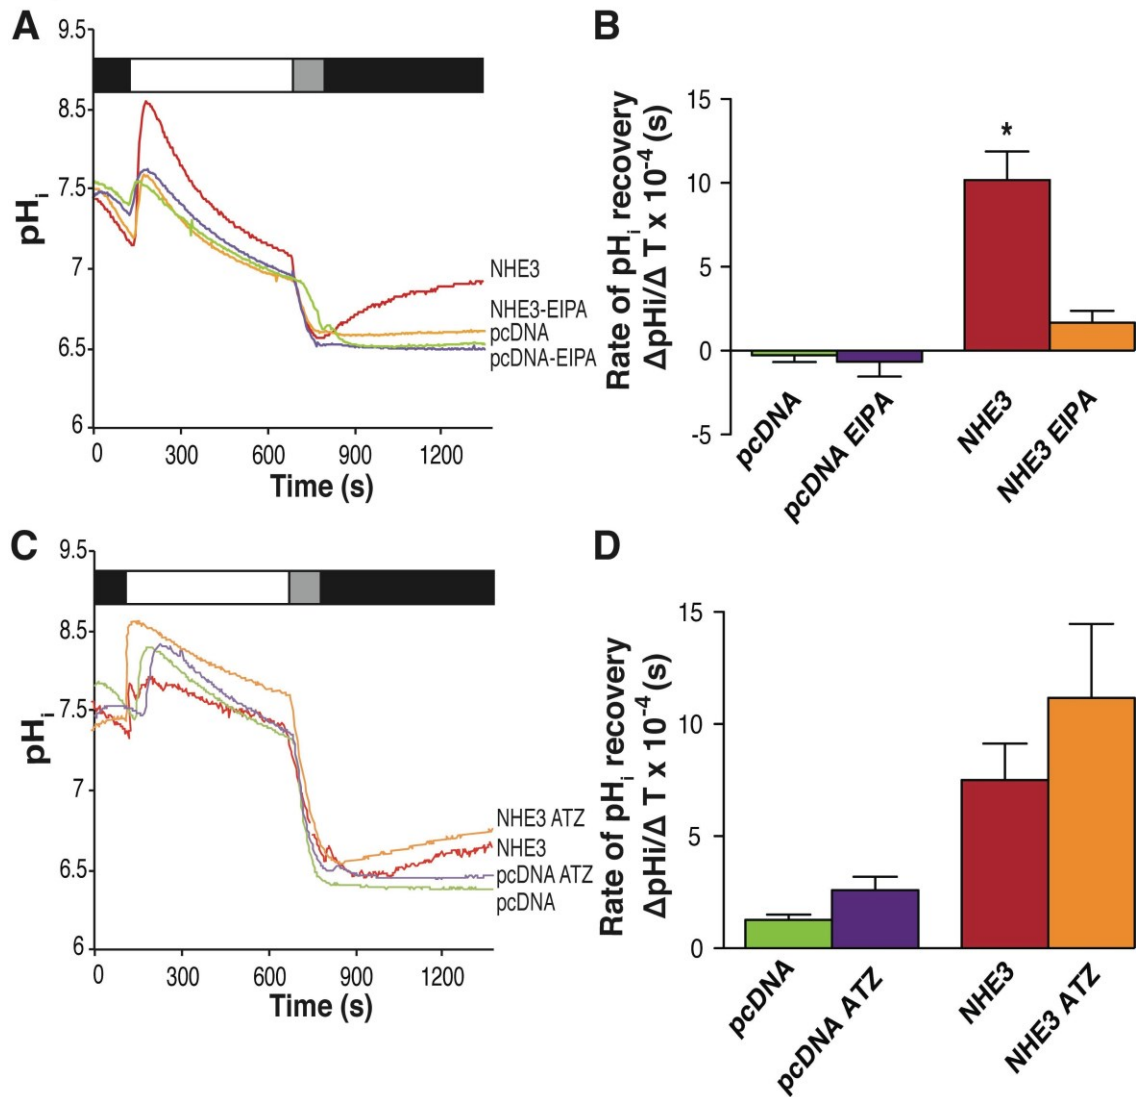 A
9.5
8.5
7.5
7
6.5
6
pHi
0 300 600 900 1200
Time (s)
NHE3
NHE3-EIPA
pcDNA
pcDNA-EIPA
B
Rate of pHi recovery
ΔpHi/Δ T x 10-4 (s)
15
10
5
0
-5
*
pcDNA
pcDNA EIPA
NHE3
NHE3 EIPA
C
9.5
8.5
7.5
7
6.5
6
pHi
0 300 600 900 1200
Time (s)
NHE3 ATZ
NHE3
pcDNA ATZ
pcDNA
D
Rate of pHi recovery
ΔpHi/Δ T x 10-4 (s)
15
10
5
0
pcDNA
pcDNA ATZ
NHE3
NHE3 ATZ